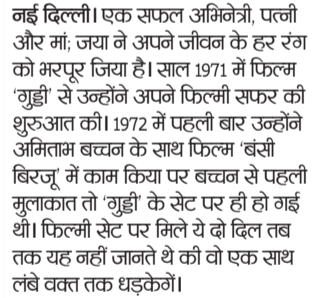 नई दिल्ली। एक सफल अभिनेत्री, पत्नी
और मां; जया ने अपने जीवन के हर रंग
को भरपूर जिया है। साल 1971 में फिल्म
'गुड्डी' से उन्होंने अपने फिल्मी सफर की
शुरुआत की। 1972 में पहली बार उन्होंने
अमिताभ बच्चन के साथ फिल्म 'बंसी
बिरजू' में काम किया पर बच्चन से पहली
मुलाकात तो 'गुड्डी' के सेट पर ही हो गई
थी। फिल्मी सेट पर मिले ये दो दिल तब
तक यह नहीं जानते थे की वो एक साथ
लंबे वक्त तक धड़केगें।